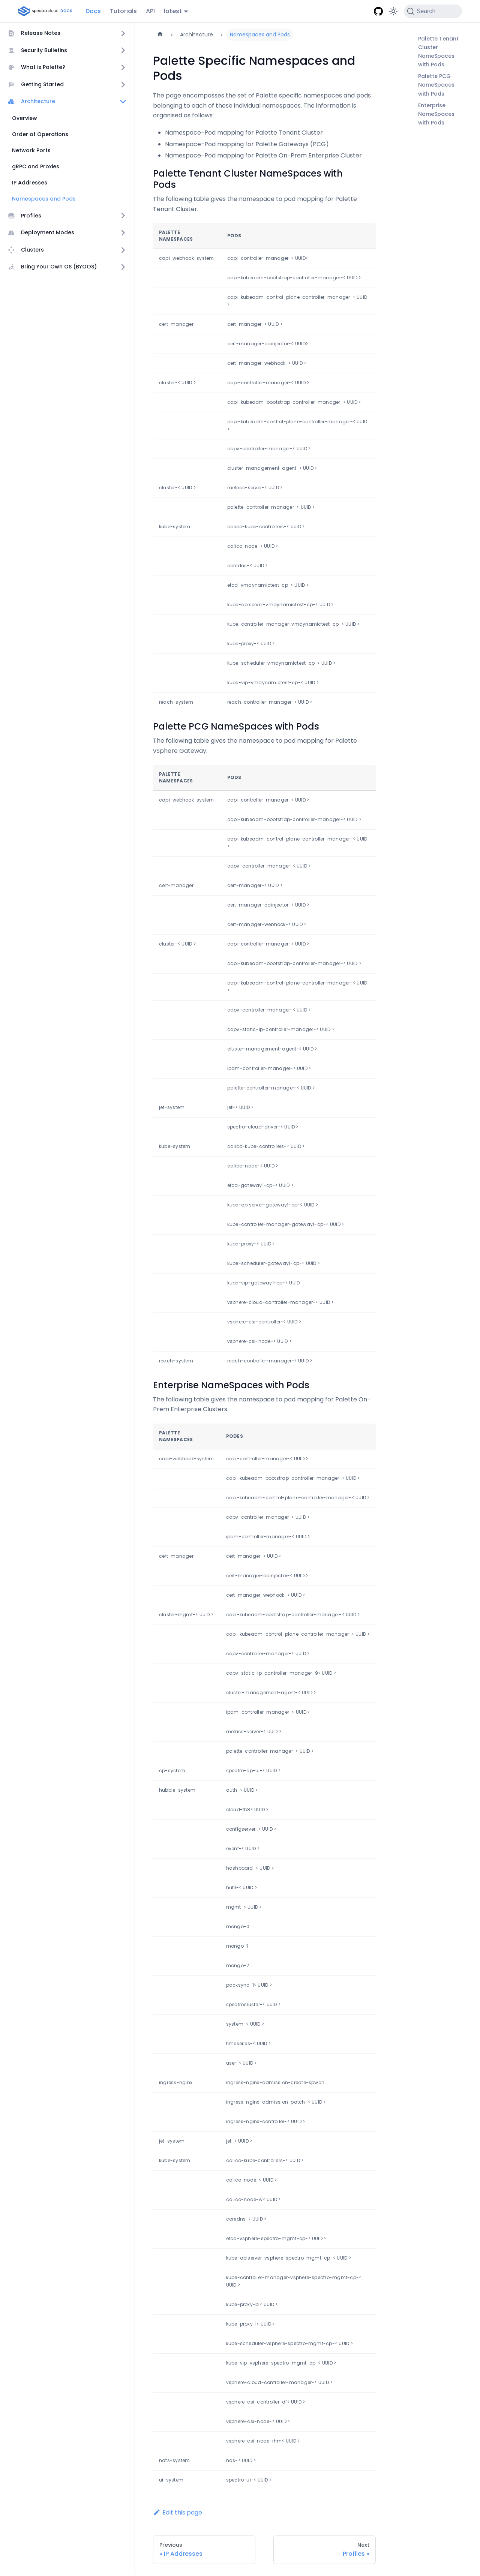 spectro cloud DOCS Docs Tutorials API latest Search
Release Notes
Security Bulletins
What is Palette?
Getting Started
Architecture
Overview
Order of Operations
Network Ports
gRPC and Proxies
IP Addresses
Namespaces and Pods
Profiles
Deployment Modes
Clusters
Bring Your Own OS (BYOOS)
Architecture Namespaces and Pods
Palette Specific Namespaces and
Pods
The page encompasses the set of Palette specific namespaces and pods
belonging to each of these individual namespaces. The information is
organised as follows:
Namespace-Pod mapping for Palette Tenant Cluster
Namespace-Pod mapping for Palette Gateways (PCG)
Namespace-Pod mapping for Palette On-Prem Enterprise Cluster
Palette Tenant Cluster NameSpaces with
Pods
The following table gives the namespace to pod mapping for Palette
Tenant Cluster.
PALETTE
NAMESPACES PODS
capi-webhook-system capi-controller-manager-< UUID>
capi-kubeadm-bootstrap-controller-manager-< UUID >
capi-kubeadm-control-plane-controller-manager-< UUID
>
cert-manager cert-manager-< UUID >
cert-manager-cainjector-< UUID>
cert-manager-webhook-< UUID >
cluster-< UUID > capi-controller-manager-< UUID >
capi-kubeadm-bootstrap-controller-manager-< UUID >
capi-kubeadm-control-plane-controller-manager-< UUID
>
capv-controller-manager-< UUID >
cluster-management-agent-< UUID >
cluster-< UUID > metrics-server-< UUID >
palette-controller-manager-< UUID >
kube-system calico-kube-controllers-< UUID >
calico-node-< UUID >
coredns-< UUID >
etcd-vmdynamictest-cp-< UUID >
kube-apiserver-vmdynamictest-cp-< UUID >
kube-controller-manager-vmdynamictest-cp-< UUID >
kube-proxy-< UUID >
kube-scheduler-vmdynamictest-cp-< UUID >
kube-vip-vmdynamictest-cp-< UUID >
reach-system reach-controller-manager-< UUID >
Palette PCG NameSpaces with Pods
The following table gives the namespace to pod mapping for Palette
vSphere Gateway.
PALETTE
NAMESPACES PODS
capi-webhook-system capi-controller-manager-< UUID >
capi-kubeadm-bootstrap-controller-manager-< UUID >
capi-kubeadm-control-plane-controller-manager-< UUID
>
capv-controller-manager-< UUID >
cert-manager cert-manager-< UUID >
cert-manager-cainjector-< UUID >
cert-manager-webhook-< UUID >
cluster-< UUID > capi-controller-manager-< UUID >
capi-kubeadm-bootstrap-controller-manager-< UUID >
capi-kubeadm-control-plane-controller-manager-< UUID
>
capv-controller-manager-< UUID >
capv-static-ip-controller-manager-< UUID >
cluster-management-agent-< UUID >
ipam-controller-manager-< UUID >
palette-controller-manager-< UUID >
jet-system jet-< UUID >
spectro-cloud-driver-< UUID >
kube-system calico-kube-controllers-< UUID >
calico-node-< UUID >
etcd-gateway1-cp-< UUID >
kube-apiserver-gateway1-cp-< UUID >
kube-controller-manager-gateway1-cp-< UUID >
kube-proxy-< UUID >
kube-scheduler-gateway1-cp-< UUID >
kube-vip-gateway1-cp-< UUID
vsphere-cloud-controller-manager-< UUID >
vsphere-csi-controller-< UUID >
vsphere-csi-node-< UUID >
reach-system reach-controller-manager-< UUID >
Enterprise NameSpaces with Pods
The following table gives the namespace to pod mapping for Palette On-
Prem Enterprise Clusters.
PALETTE
NAMESPACES PODES
capi-webhook-system capi-controller-manager-< UUID >
capi-kubeadm-bootstrap-controller-manager-< UUID >
capi-kubeadm-control-plane-controller-manager-< UUID >
capv-controller-manager-< UUID >
ipam-controller-manager-< UUID >
cert-manager cert-manager-< UUID >
cert-manager-cainjector-< UUID >
cert-manager-webhook-< UUID >
cluster-mgmt-< UUID > capi-kubeadm-bootstrap-controller-manager-< UUID >
capi-kubeadm-control-plane-controller-manager-< UUID >
capv-controller-manager-< UUID >
capv-static-ip-controller-manager-9< UUID >
cluster-management-agent-< UUID >
ipam-controller-manager-< UUID >
metrics-server-< UUID >
palette-controller-manager-< UUID >
cp-system spectro-cp-ui-< UUID >
hubble-system auth-< UUID >
cloud-fb8< UUID >
configserver-< UUID >
event-< UUID >
hashboard-< UUID >
hutil-< UUID >
mgmt-< UUID >
mongo-0
mongo-1
mongo-2
packsync-1< UUID >
spectrocluster-< UUID >
system-< UUID >
timeseries-< UUID >
user-< UUID >
ingress-nginx ingress-nginx-admission-create-spwch
ingress-nginx-admission-patch-< UUID >
ingress-nginx-controller-< UUID >
jet-system jet-< UUID >
kube-system calico-kube-controllers-< UUID >
calico-node-< UUID >
calico-node-w< UUID >
coredns-< UUID >
etcd-vsphere-spectro-mgmt-cp-< UUID >
kube-apiserver-vsphere-spectro-mgmt-cp-< UUID >
kube-controller-manager-vsphere-spectro-mgmt-cp-<
UUID >
kube-proxy-bl< UUID >
kube-proxy-l< UUID >
kube-scheduler-vsphere-spectro-mgmt-cp-< UUID >
kube-vip-vsphere-spectro-mgmt-cp-< UUID >
vsphere-cloud-controller-manager-< UUID >
vsphere-csi-controller-df< UUID >
vsphere-csi-node-< UUID >
vsphere-csi-node-rhm< UUID >
nats-system nas-< UUID >
ui-system spectro-ui-< UUID >
Edit this page
Previous
« IP Addresses
Next
Profiles »
Palette Tenant
Cluster
NameSpaces
with Pods
Palette PCG
NameSpaces
with Pods
Enterprise
NameSpaces
with Pods